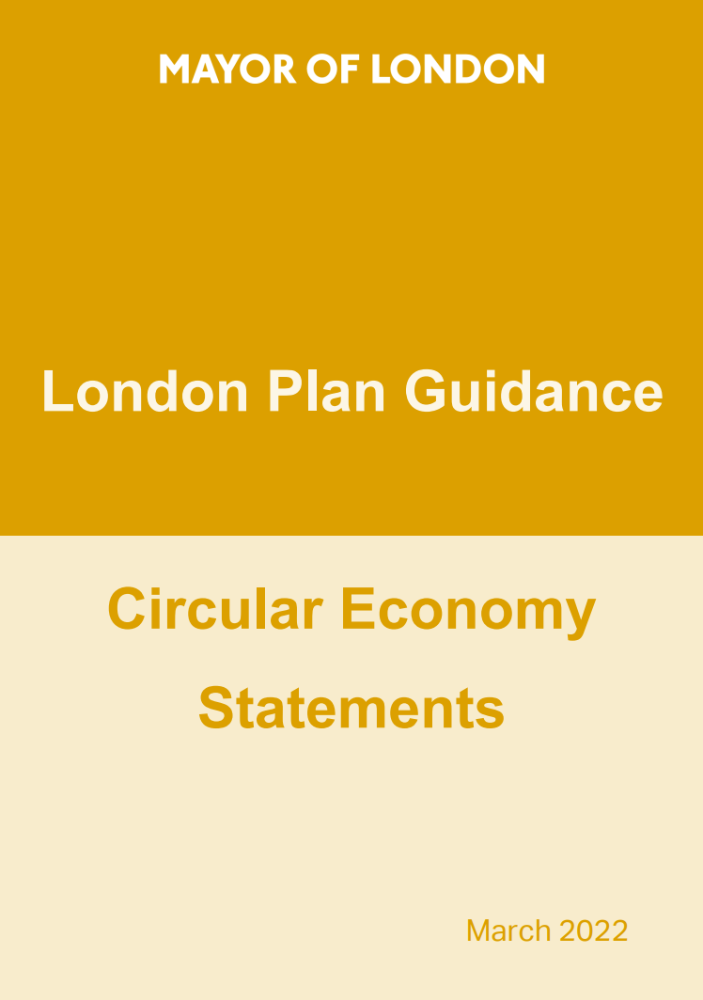 MAYOR OF LONDON
London Plan Guidance
Circular Economy
Statements
March 2022